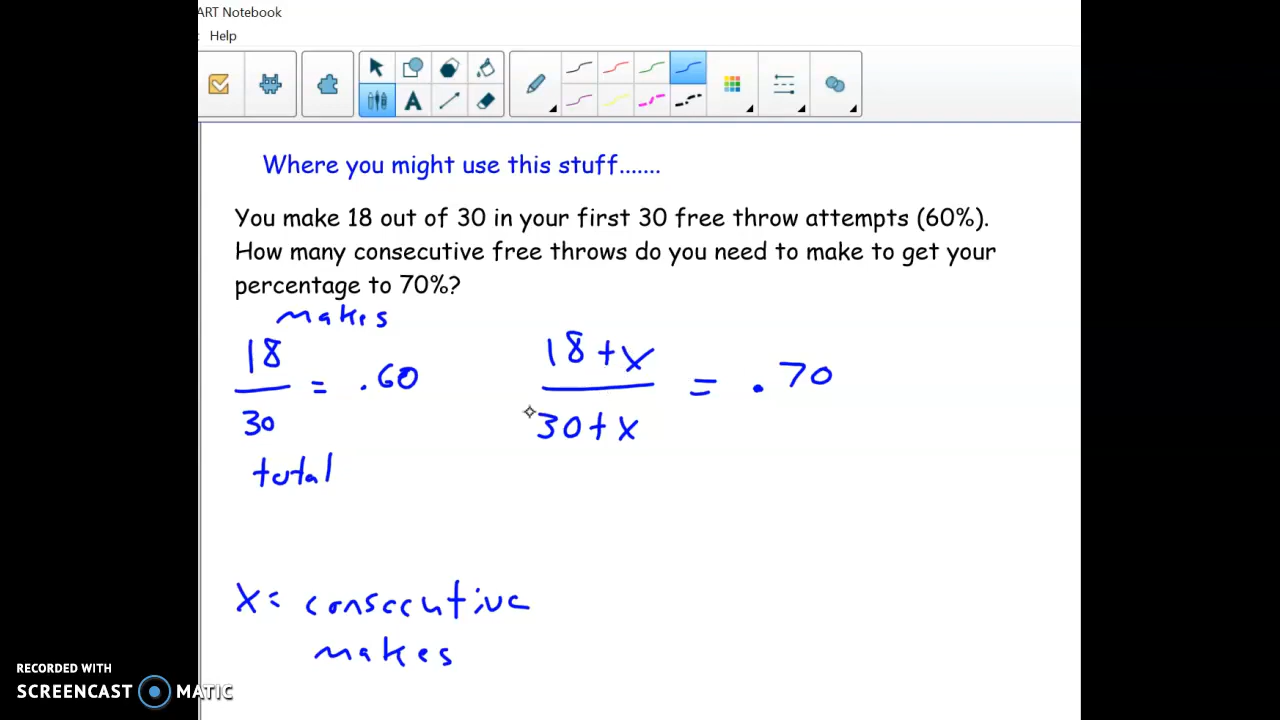 ART Notebook
Help
A
Where you might use this stuff.......
You make 18 out of 30 in your first 30 free throw attempts (60%).
How many consecutive free throws do you need to make to get your
percentage to 70%?
makes
18
30
= .60
total
18+x
30+x
= .70
x= consecutive
makes
RECORDED WITH
SCREENCAST MATIC